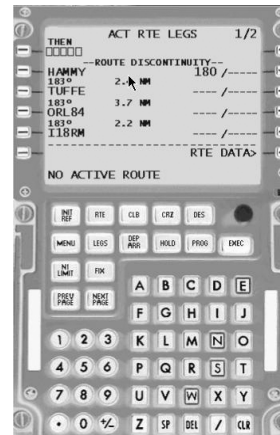 ACT RTE LEGS 1/2
THEN
□□□□□
--ROUTE DISCONTINUITY--
HAMMY 180 /----
183° 2. NM
TUFFE ---- /----
183° 3.7 NM
ORL84 ---- /----
183° 2.2 NM
I18RM ---- /----
RTE DATA>
NO ACTIVE ROUTE
INIT REF RTE CLB CRZ DES
MENU LEGS DEP ARR HOLD PROG EXEC
N1 LIMIT FIX
PREV PAGE NEXT PAGE
A B C D E
F G H I J
1 2 3 K L M N O
4 5 6 P Q R S T
7 8 9 U V W X Y
. 0 +/- Z SP DEL / CLR